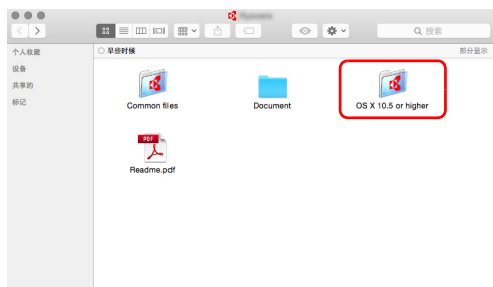 搜索
个人收藏
设备
共享的
标记
早些时候
部分显示
Common files
Document
OS X 10.5 or higher
PDF
Readme.pdf